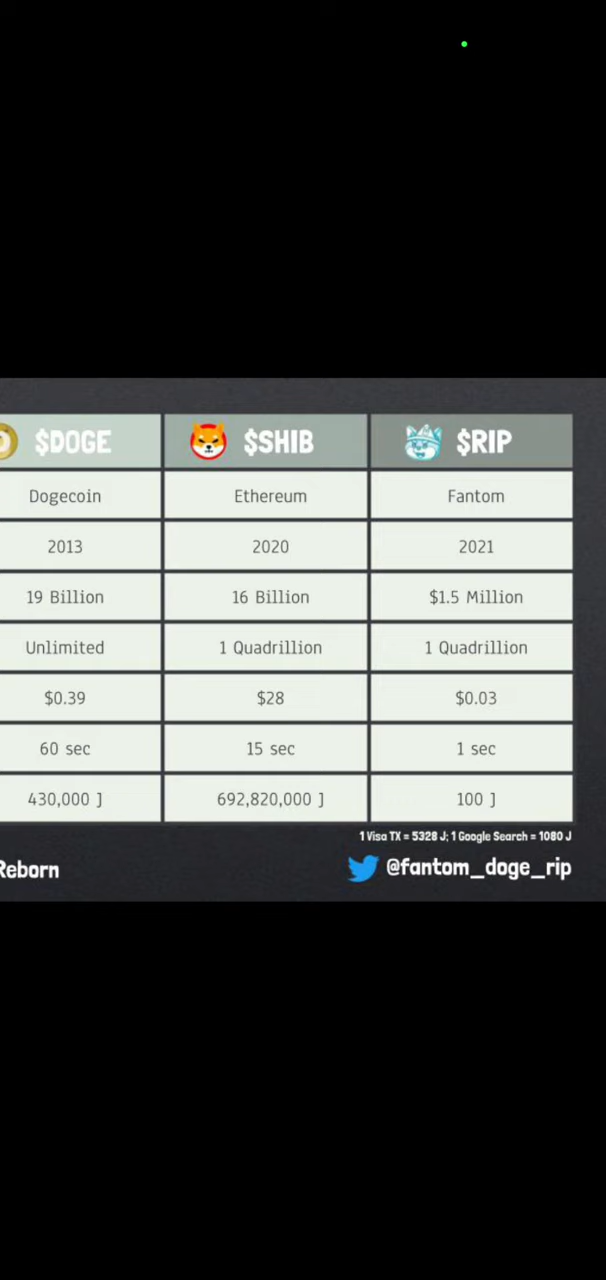 $DOGE $SHIB $RIP
Dogecoin Ethereum Fantom
2013 2020 2021
19 Billion 16 Billion $1.5 Million
Unlimited 1 Quadrillion 1 Quadrillion
$0.39 $28 $0.03
60 sec 15 sec 1 sec
430,000 J 692,820,000 J 100 J
1 Visa TX = 5328 J; 1 Google Search = 1080 J
Reborn @fantom_doge_rip